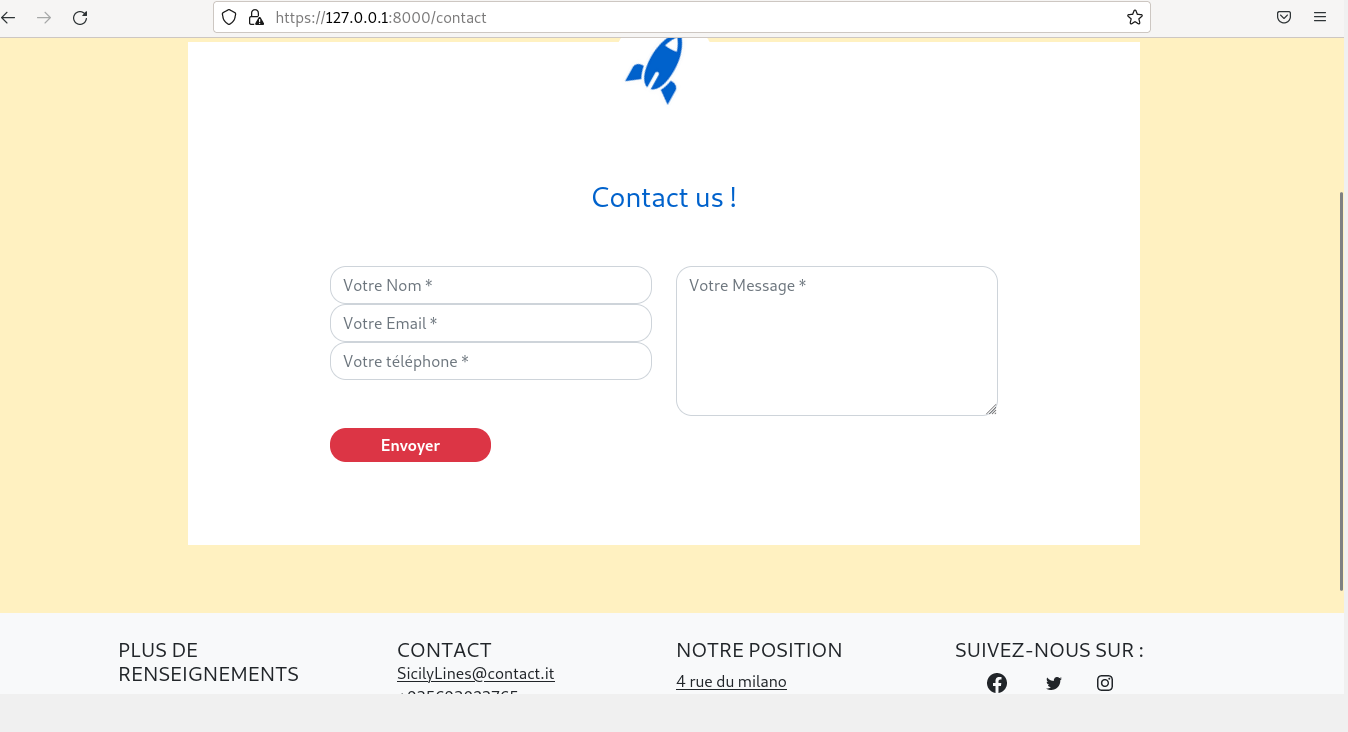 https://127.0.0.1:8000/contact
Contact us !
Votre Nom *
Votre Email *
Votre téléphone *
Votre Message *
Envoyer
PLUS DE
RENSEIGNEMENTS
CONTACT
SicilyLines@contact.it
NOTRE POSITION
4 rue du milano
SUIVEZ-NOUS SUR :